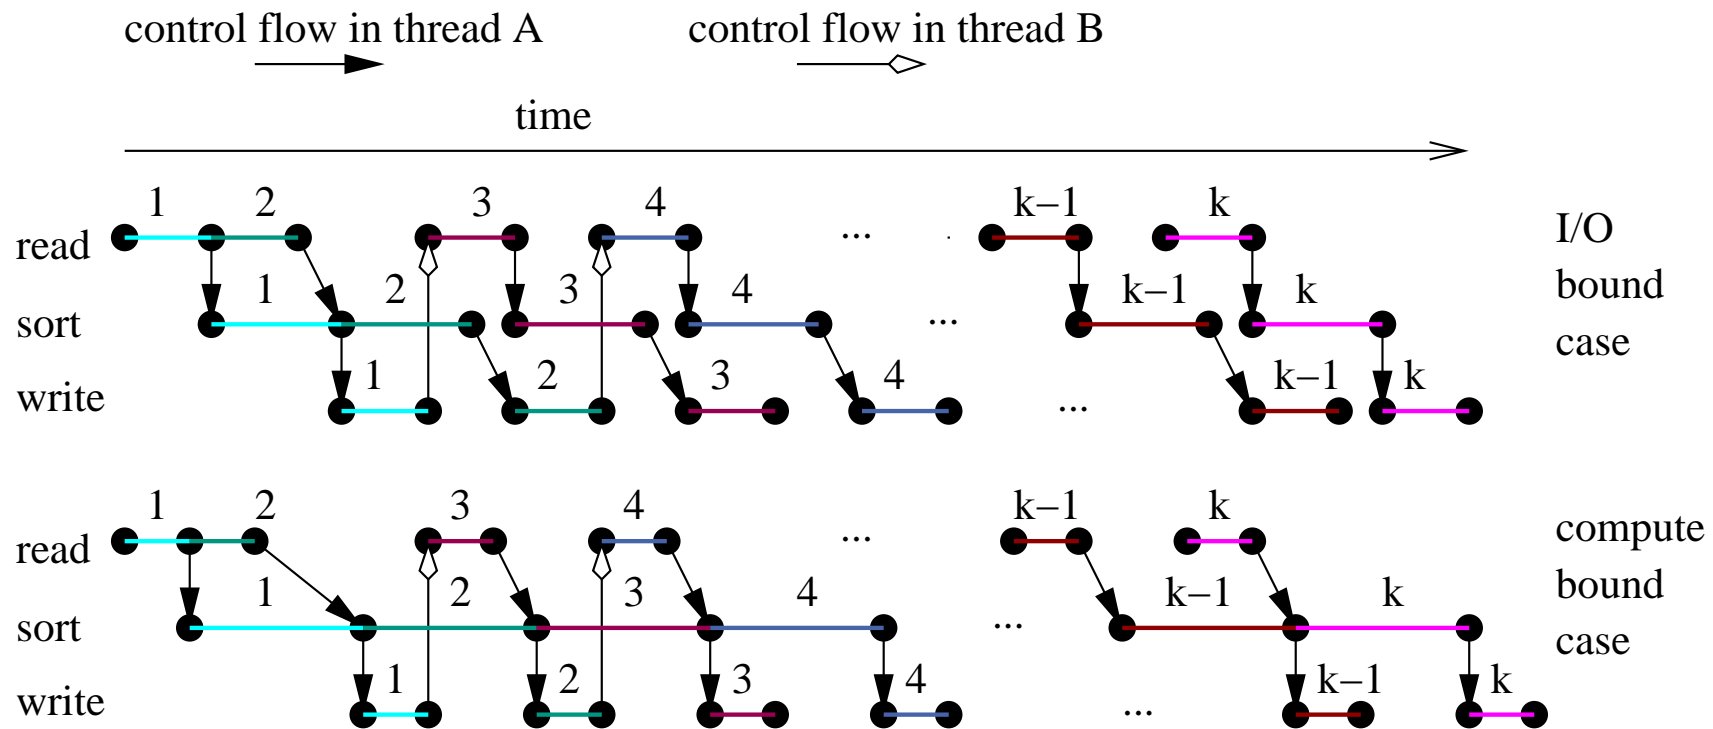 control flow in thread A control flow in thread B
time
1 2 3 4 k−1 k
read ... . I/O
1 2 3 4 k−1 k bound
sort ... case
1 2 3 4 k−1 k
write ...
1 2 3 4 k−1 k
read ... compute
1 2 3 4 k−1 k bound
sort ... case
1 2 3 4 k−1 k
write ...